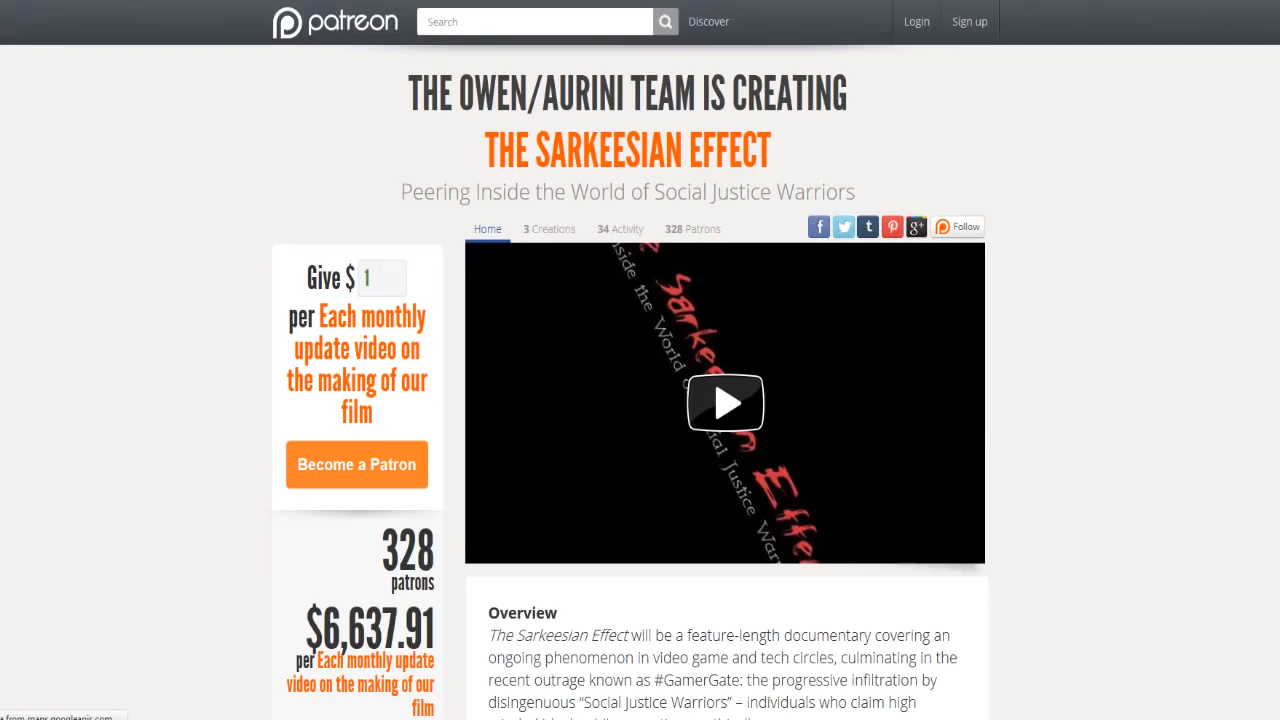 patreon
Search
Discover
Login
Sign up
THE OWEN/AURINI TEAM IS CREATING
THE SARKEESIAN EFFECT
Peering Inside the World of Social Justice Warriors
Home
3 Creations
34 Activity
328 Patrons
Follow
Give $ 1
per Each monthly
update video on
the making of our
film
Become a Patron
328
patrons
$6,637.91
per Each monthly update
video on the making of our
film
Overview
The Sarkeesian Effect will be a feature-length documentary covering an
ongoing phenomenon in video game and tech circles, culminating in the
recent outrage known as #GamerGate: the progressive infiltration by
disingenuous “Social Justice Warriors” – individuals who claim high